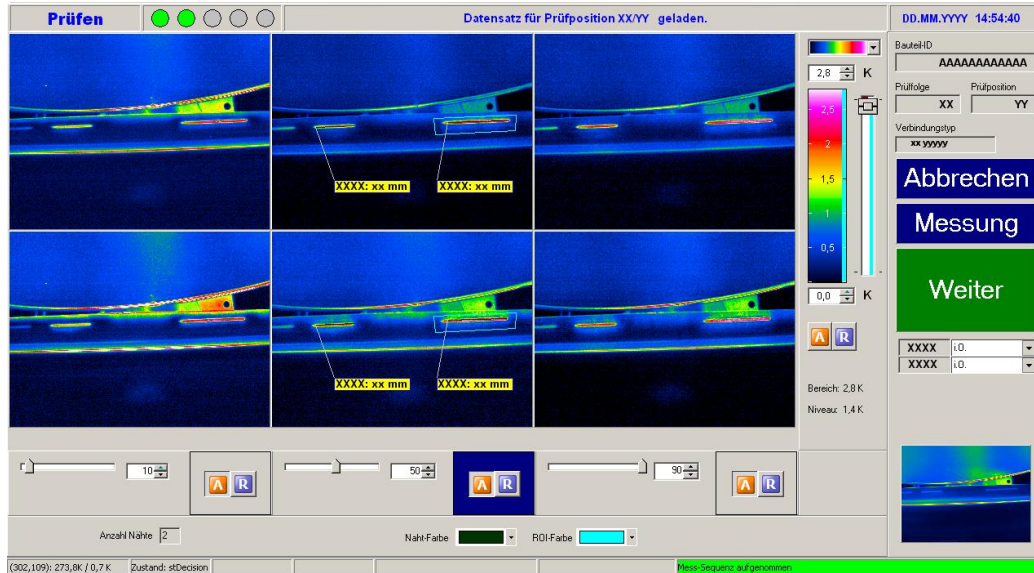 Prüfen
Datensatz für Prüfposition XX/YY geladen.
DD.MM.YYYY 14:54:40
Bauteil-ID
AAAAAAAAAAAA
Prüffolge Prüfposition
XX YY
Verbindungstyp
xx yyyyy
Abbrechen
Messung
Weiter
XXXX i.O.
XXXX i.O.
2,8 K
2,5
2
1,5
1
0,5
0,0 K
A R
Bereich: 2,8 K
Niveau: 1,4 K
XXXX: xx mm XXXX: xx mm
XXXX: xx mm XXXX: xx mm
10 A R 50 A R 90 A R
Anzahl Nähte 2 Naht-Farbe ROI-Farbe
(302,109): 273,8K / 0,7 K Zustand: stDecision Mess-Sequenz aufgenommen